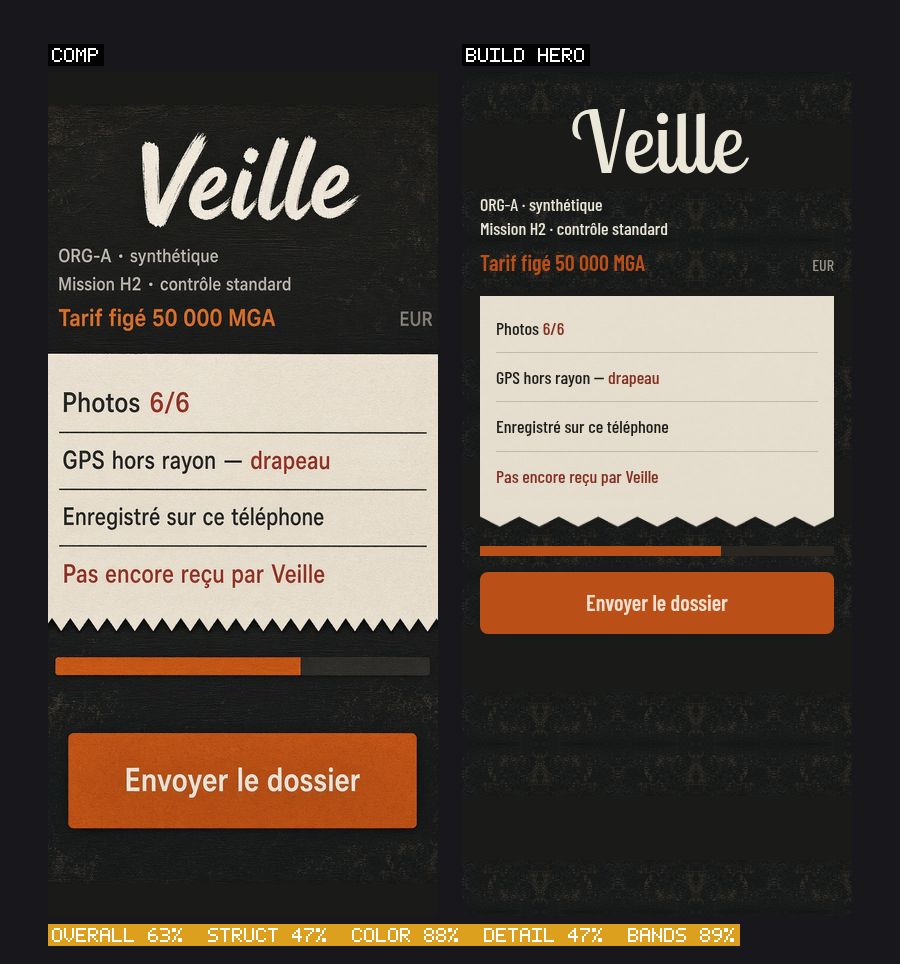 COMP
Veille
ORG-A · synthétique
Mission H2 · contrôle standard
Tarif figé 50 000 MGA
EUR
Photos 6/6
GPS hors rayon — drapeau
Enregistré sur ce téléphone
Pas encore reçu par Veille
Envoyer le dossier
BUILD HERO
Veille
ORG-A · synthétique
Mission H2 · contrôle standard
Tarif figé 50 000 MGA
EUR
Photos 6/6
GPS hors rayon — drapeau
Enregistré sur ce téléphone
Pas encore reçu par Veille
Envoyer le dossier
OVERALL 63% STRUCT 47% COLOR 88% DETAIL 47% BANDS 89%